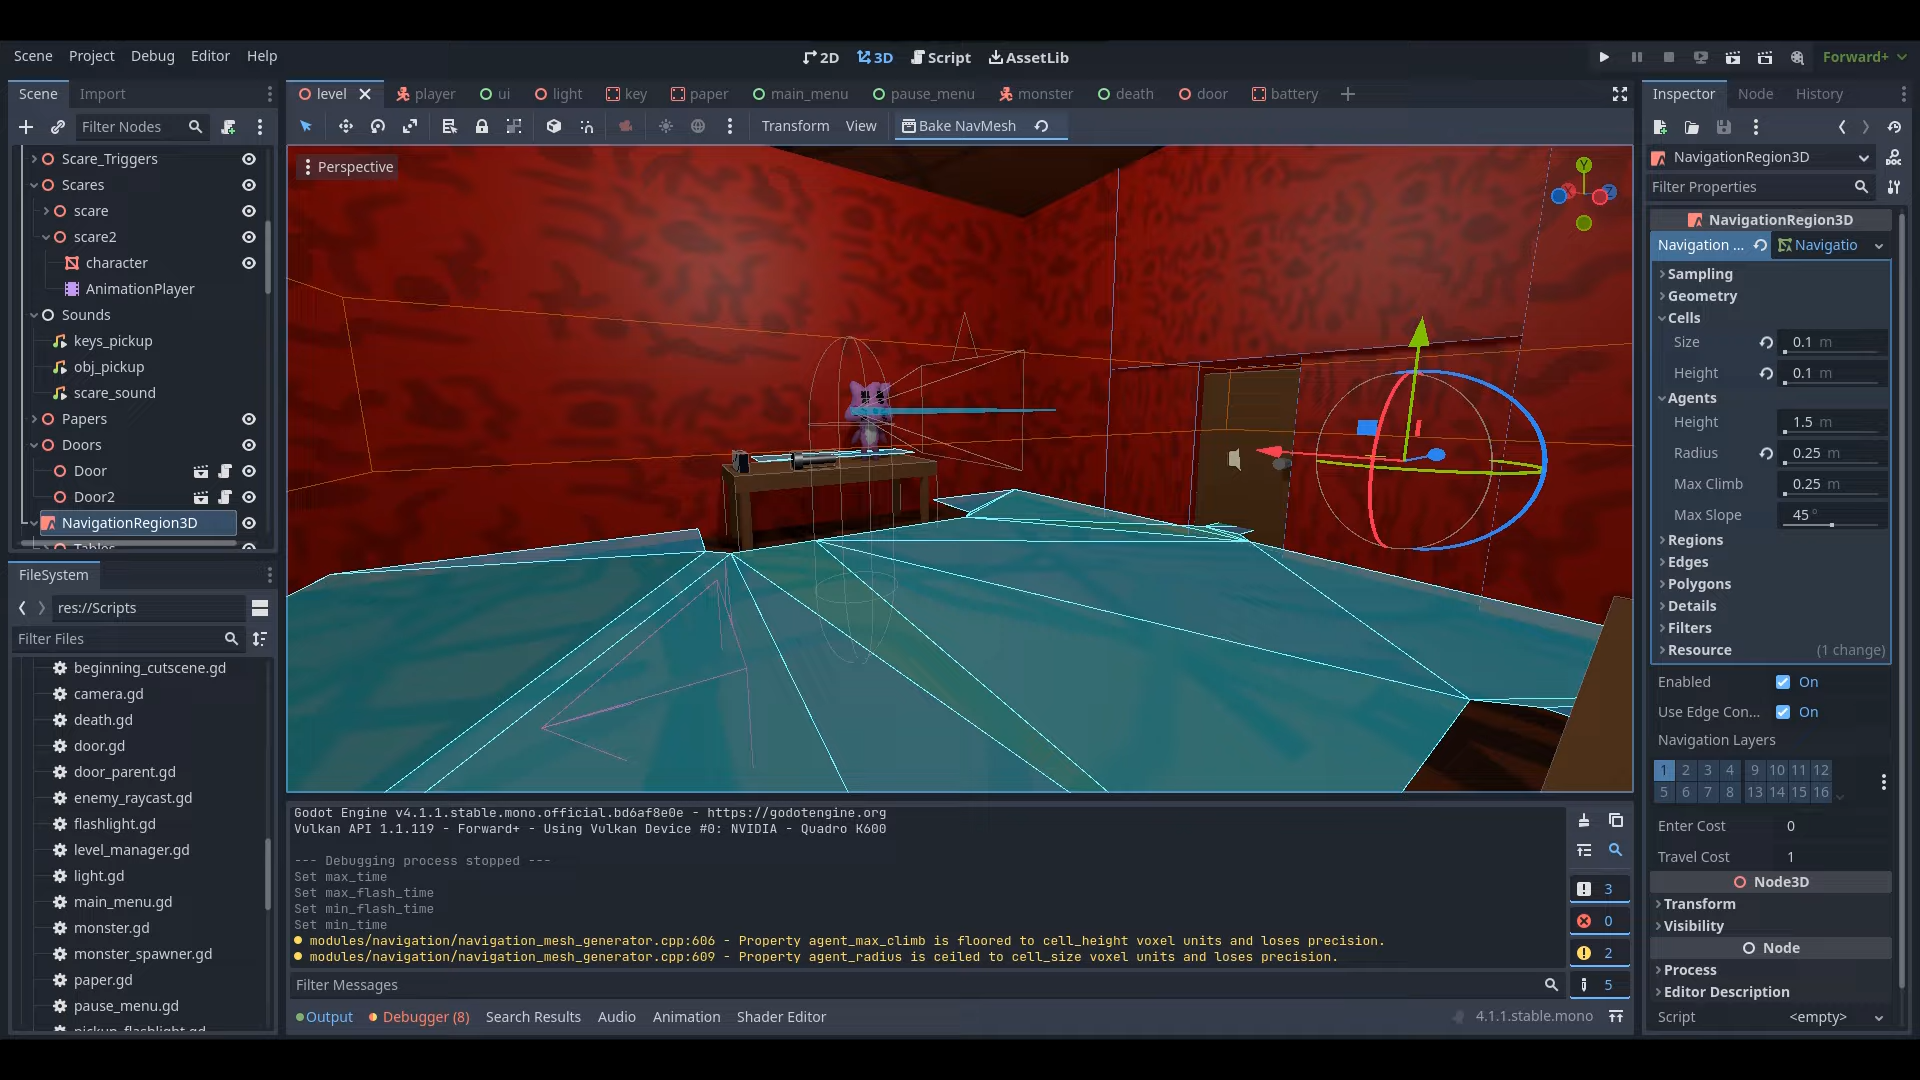 Scene Project Debug Editor Help
2D 3D Script AssetLib
Forward+
Scene Import
level player ui light key paper main_menu pause_menu monster death door battery
Inspector Node History
Filter Nodes
Transform View Bake NavMesh
Perspective
Scare_Triggers
Scares
scare
scare2
character
AnimationPlayer
Sounds
keys_pickup
obj_pickup
scare_sound
Papers
Doors
Door
Door2
NavigationRegion3D
Tables
FileSystem
res://Scripts
Filter Files
beginning_cutscene.gd
camera.gd
death.gd
door.gd
door_parent.gd
enemy_raycast.gd
flashlight.gd
level_manager.gd
light.gd
main_menu.gd
monster.gd
monster_spawner.gd
paper.gd
pause_menu.gd
pickup_flashlight.gd
Y
Godot Engine v4.1.1.stable.mono.official.bd6af8e0e - https://godotengine.org
Vulkan API 1.1.119 - Forward+ - Using Vulkan Device #0: NVIDIA - Quadro K600
--- Debugging process stopped ---
Set max_time
Set max_flash_time
Set min_flash_time
Set min_time
modules/navigation/navigation_mesh_generator.cpp:606 - Property agent_max_climb is floored to cell_height voxel units and loses precision.
modules/navigation/navigation_mesh_generator.cpp:609 - Property agent_radius is ceiled to cell_size voxel units and loses precision.
3
0
2
5
Filter Messages
Output Debugger (8) Search Results Audio Animation Shader Editor
4.1.1.stable.mono
NavigationRegion3D
Filter Properties
NavigationRegion3D
Navigation ... Navigatio
Sampling
Geometry
Cells
Size 0.1 m
Height 0.1 m
Agents
Height 1.5 m
Radius 0.25 m
Max Climb 0.25 m
Max Slope 45 °
Regions
Edges
Polygons
Details
Filters
Resource (1 change)
Enabled On
Use Edge Con... On
Navigation Layers
1 2 3 4 9 10 11 12
5 6 7 8 13 14 15 16
Enter Cost 0
Travel Cost 1
Node3D
Transform
Visibility
Node
Process
Editor Description
Script <empty>